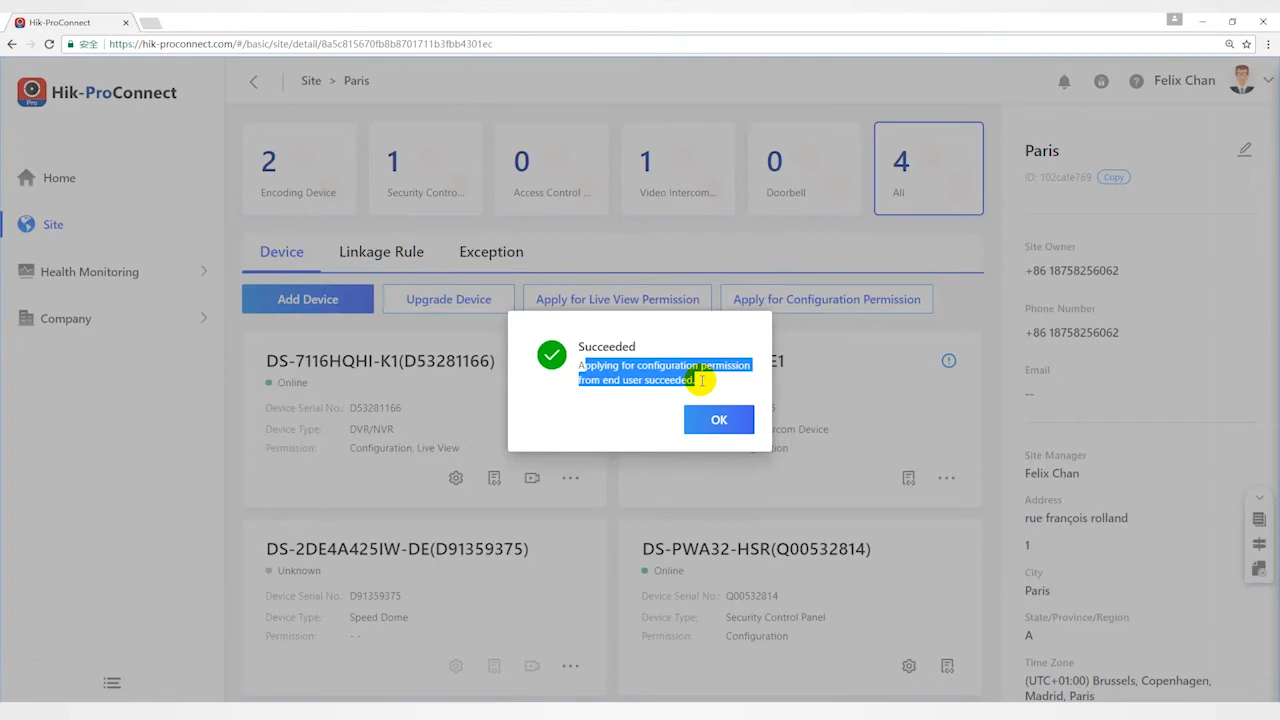 Hik-ProConnect
安全 https://hik-proconnect.com/#/basic/site/detail/8a5c815670fb8b8701711b3fbb4301ec
Pro
Hik-ProConnect
Site > Paris
Felix Chan
Home
Site
Health Monitoring
Company
2
Encoding Device
1
Security Contro...
0
Access Control ...
1
Video Intercom...
0
Doorbell
4
All
Device
Linkage Rule
Exception
Add Device
Upgrade Device
Apply for Live View Permission
Apply for Configuration Permission
DS-7116HQHI-K1(D53281166)
Online
Device Serial No.: D53281166
Device Type: DVR/NVR
Permission: Configuration, Live View
Succeeded
Applying for configuration permission
from end user succeeded.
OK
DS-2DE4A425IW-DE(D91359375)
Unknown
Device Serial No.: D91359375
Device Type: Speed Dome
Permission: - -
DS-PWA32-HSR(Q00532814)
Online
Device Serial No.: Q00532814
Device Type: Security Control Panel
Permission: Configuration
Paris
ID: 102cafe769 Copy
Site Owner
+86 18758256062
Phone Number
+86 18758256062
Email
--
Site Manager
Felix Chan
Address
rue françois rolland
1
City
Paris
State/Province/Region
A
Time Zone
(UTC+01:00) Brussels, Copenhagen,
Madrid, Paris